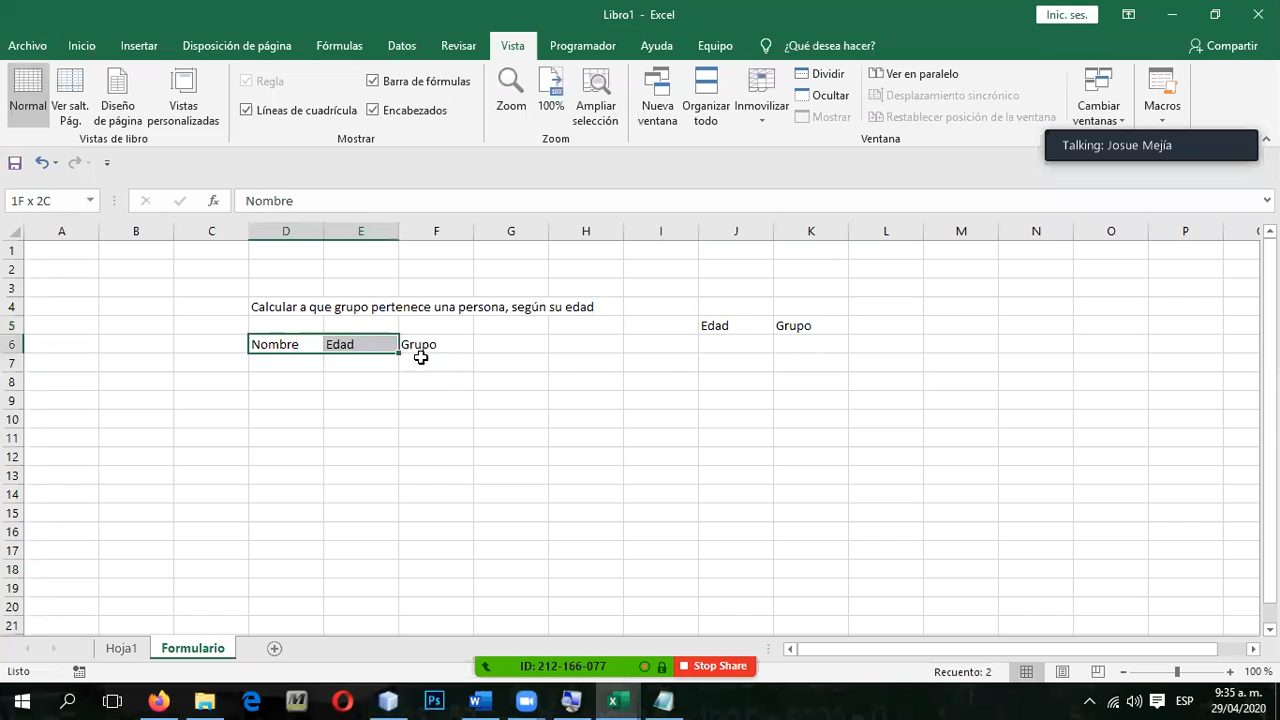 Libro1 - Excel
Inic. ses.
Archivo Inicio Insertar Disposición de página Fórmulas Datos Revisar Vista Programador Ayuda Equipo ¿Qué desea hacer? Compartir
Normal
Ver salt. Pág.
Diseño de página
Vistas personalizadas
Vistas de libro
Regla
Barra de fórmulas
Líneas de cuadrícula
Encabezados
Mostrar
Zoom
100
100%
Ampliar selección
Zoom
Nueva ventana
Organizar todo
Inmovilizar
Dividir
Ocultar
Mostrar
Ver en paralelo
Desplazamiento sincrónico
Restablecer posición de la ventana
Ventana
Cambiar ventanas
Macros
Talking: Josue Mejía
1F x 2C
fx
Nombre
A B C D E F G H I J K L M N O P
1
2
3
4 Calcular a que grupo pertenece una persona, según su edad
5 Edad Grupo
6 Nombre Edad Grupo
7
8
9
10
11
12
13
14
15
16
17
18
19
20
21
Hoja1 Formulario
Listo
ID: 212-166-077
Stop Share
Recuento: 2
100 %
ESP
9:35 a. m.
29/04/2020